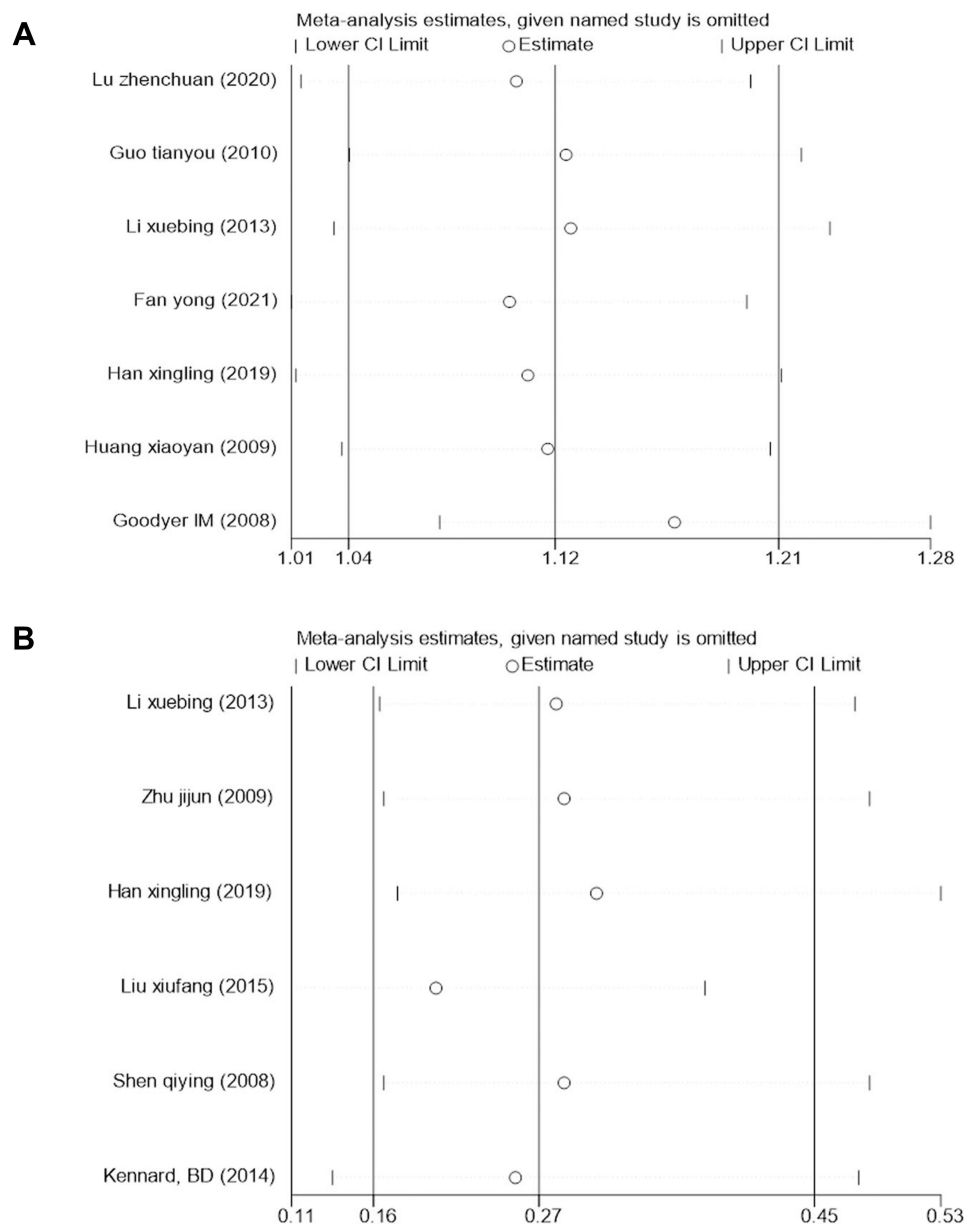 A
Meta-analysis estimates, given named study is omitted
| Lower CI Limit ○Estimate | Upper CI Limit
Lu zhenchuan (2020)
Guo tianyou (2010)
Li xuebing (2013)
Fan yong (2021)
Han xingling (2019)
Huang xiaoyan (2009)
Goodyer IM (2008)
1.01 1.04 1.12 1.21 1.28
B
Meta-analysis estimates, given named study is omitted
| Lower CI Limit ○Estimate | Upper CI Limit
Li xuebing (2013)
Zhu jijun (2009)
Han xingling (2019)
Liu xiufang (2015)
Shen qiying (2008)
Kennard, BD (2014)
0.11 0.16 0.27 0.45 0.53